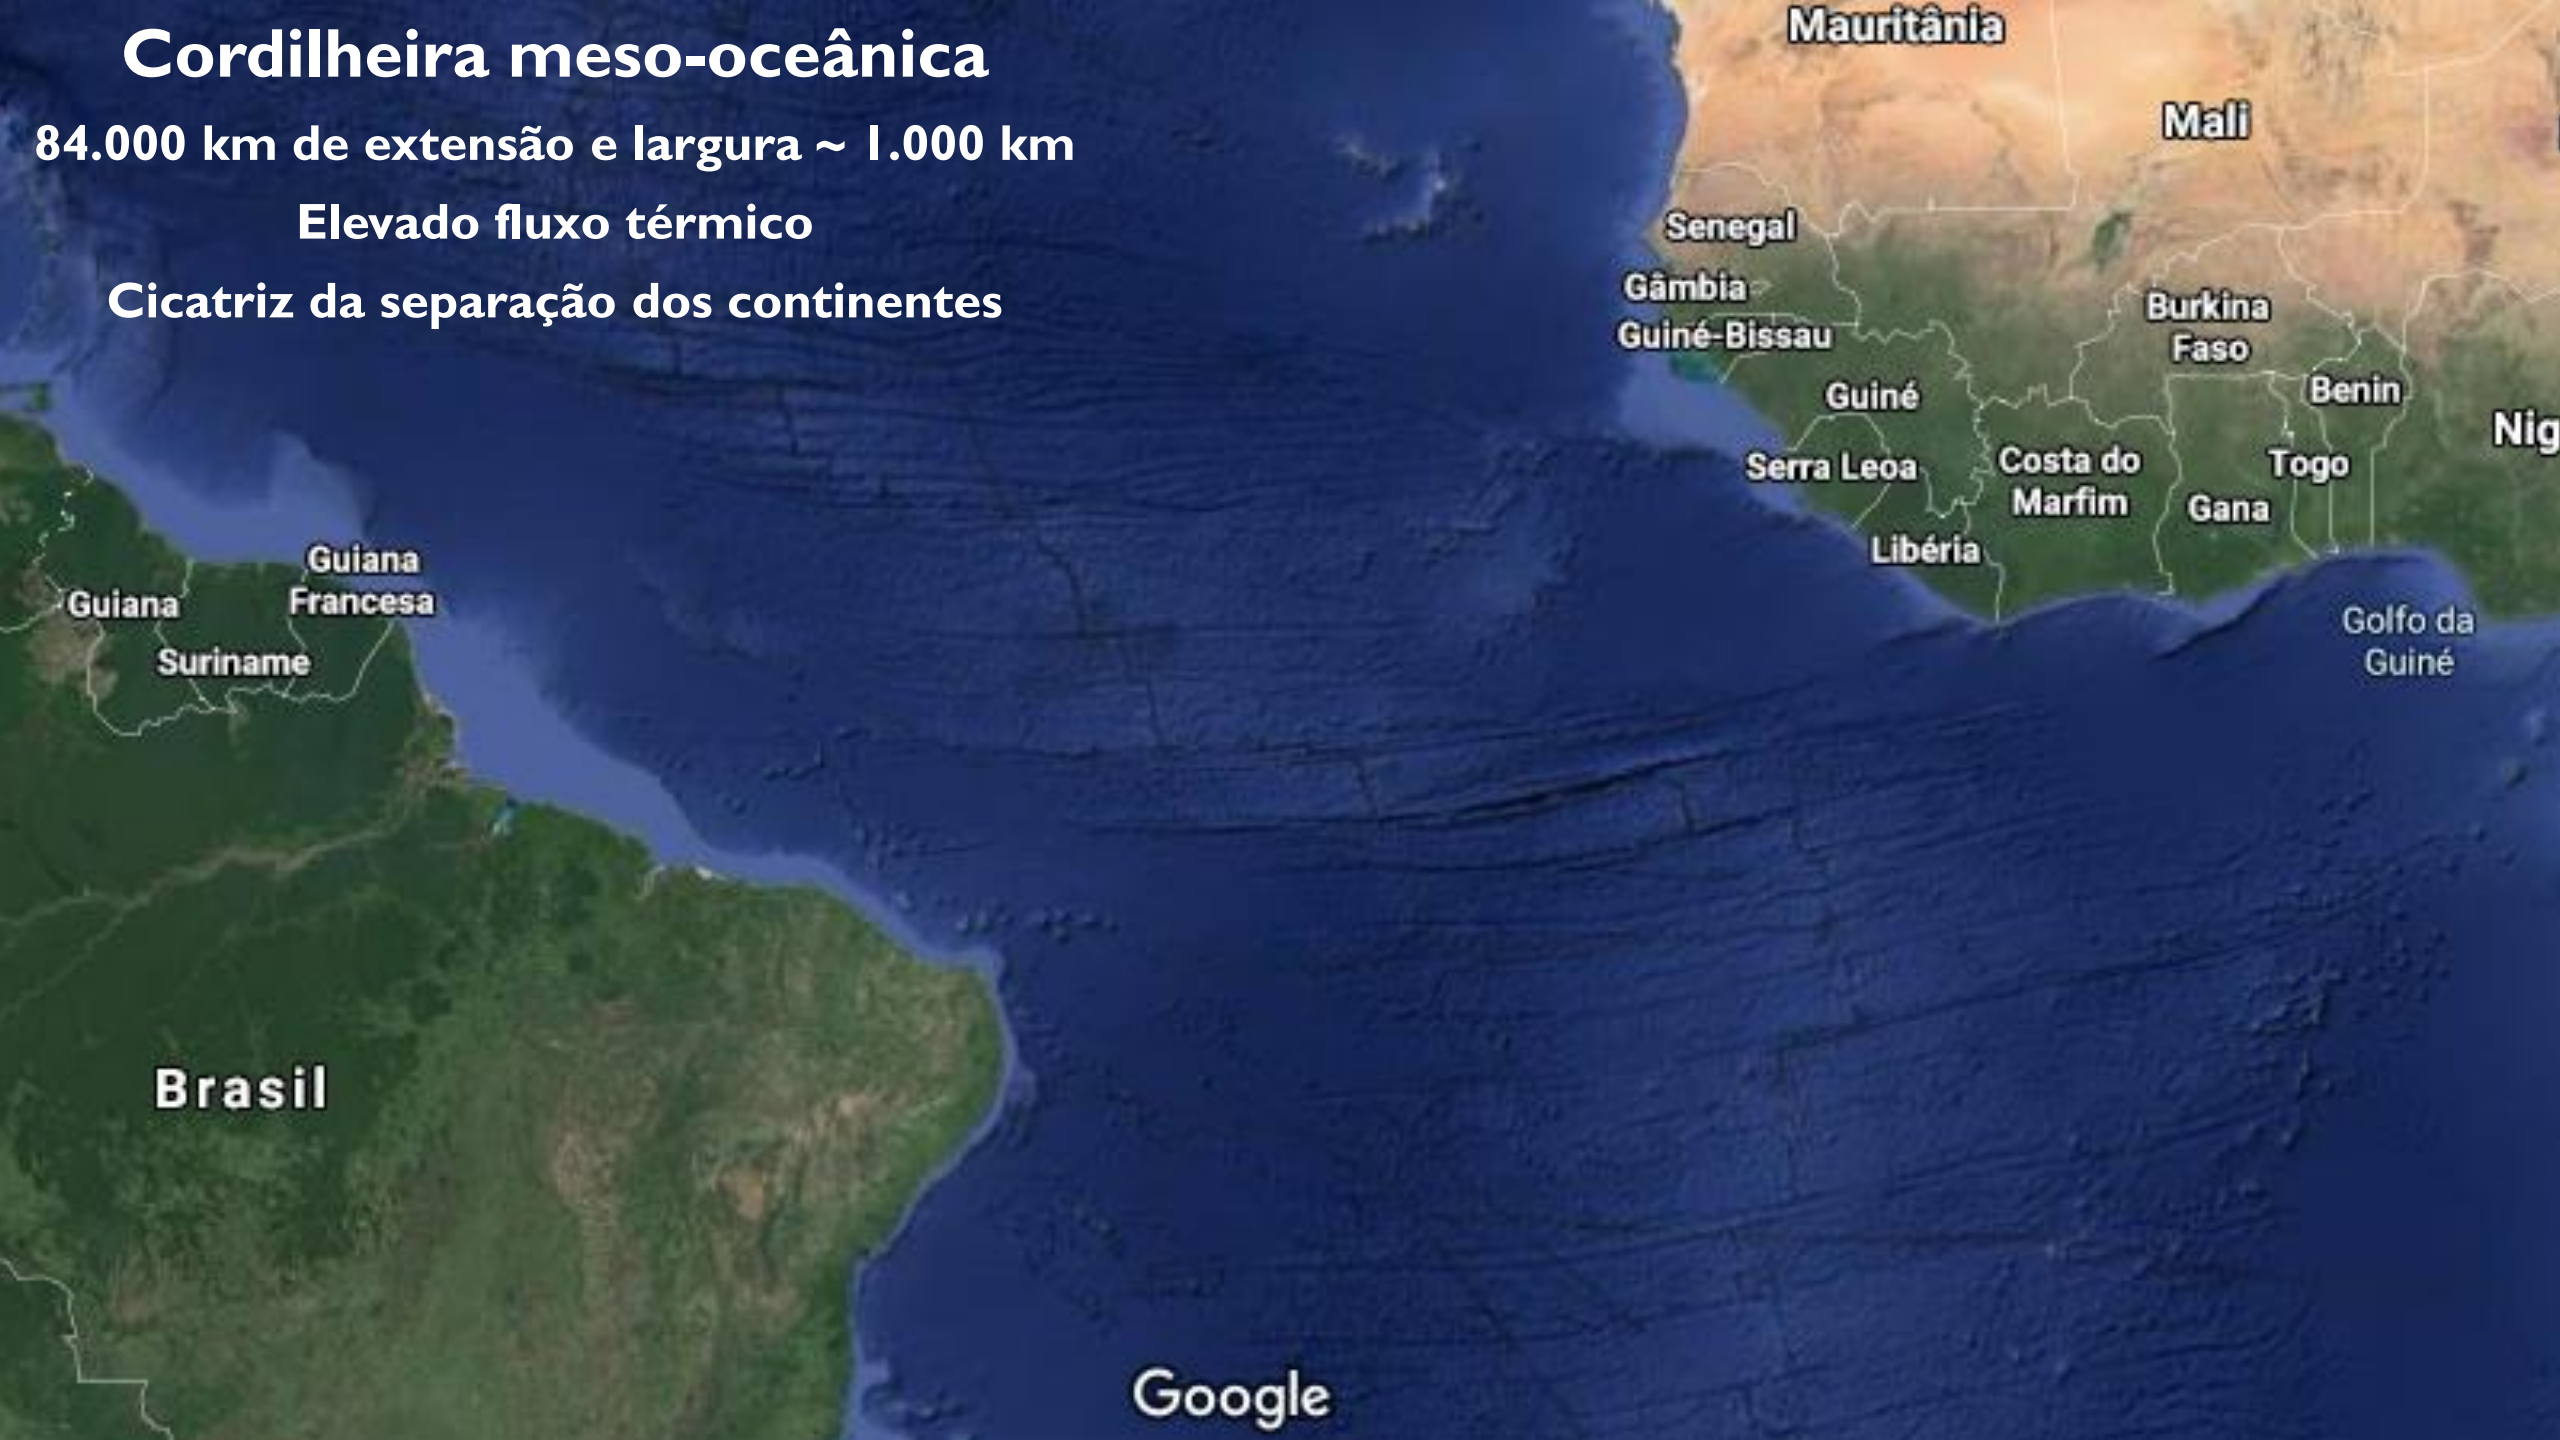 Cordilheira meso-oceânica
84.000 km de extensão e largura ~ 1.000 km
Elevado fluxo térmico
Cicatriz da separação dos continentes
Mauritânia
Mali
Senegal
Gâmbia
Guiné-Bissau
Burkina
Faso
Guiné
Benin
Nig
Serra Leoa
Costa do
Marfim
Togo
Gana
Libéria
Golfo da
Guiné
Guiana
Francesa
Guiana
Suriname
Brasil
Google